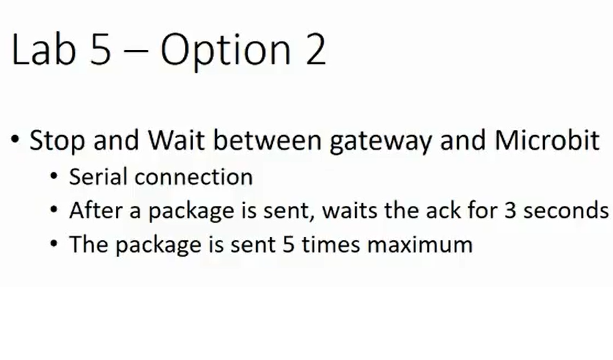 Lab 5 – Option 2
• Stop and Wait between gateway and Microbit
• Serial connection
• After a package is sent, waits the ack for 3 seconds
• The package is sent 5 times maximum